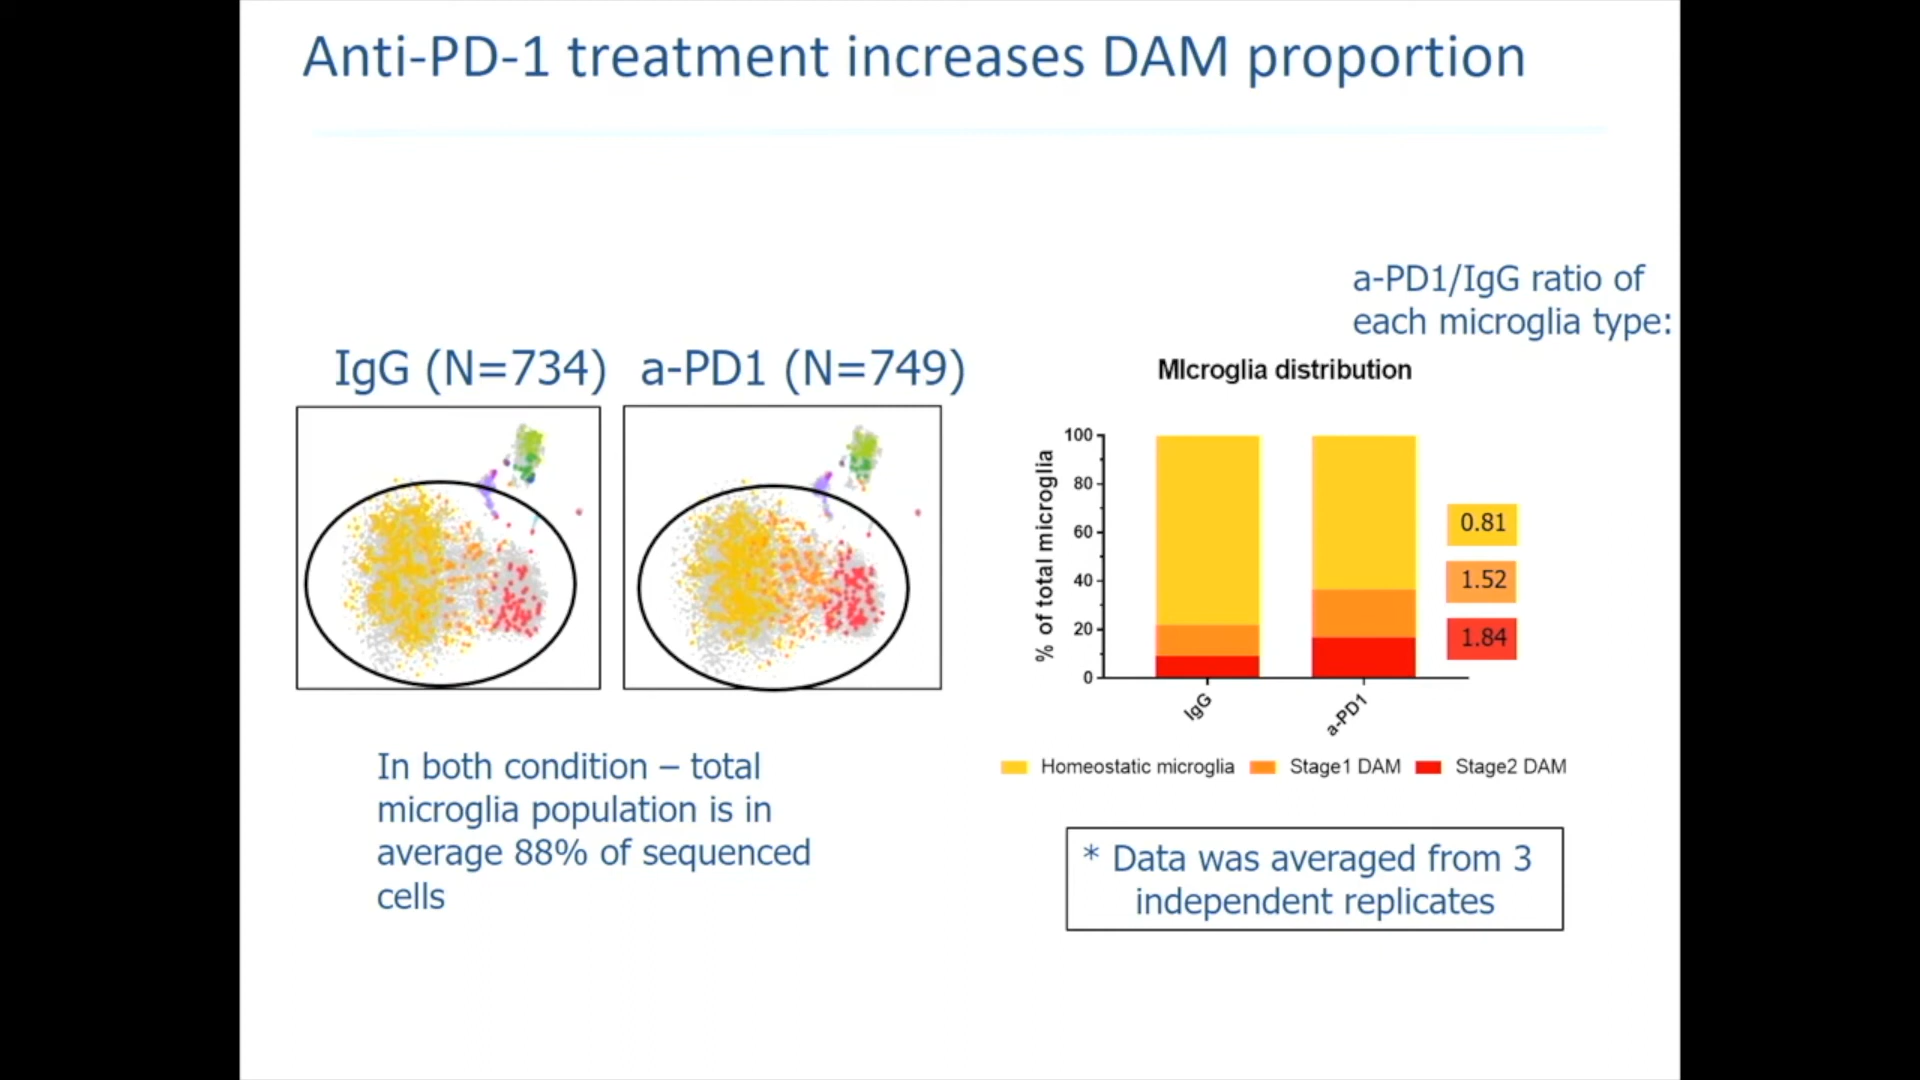 Anti-PD-1 treatment increases DAM proportion
a-PD1/IgG ratio of
each microglia type:
IgG (N=734)
a-PD1 (N=749)
MIcroglia distribution
% of total microglia
100
80
60
40
20
0
IgG
a-PD1
0.81
1.52
1.84
Homeostatic microglia
Stage1 DAM
Stage2 DAM
In both condition – total
microglia population is in
average 88% of sequenced
cells
* Data was averaged from 3
independent replicates